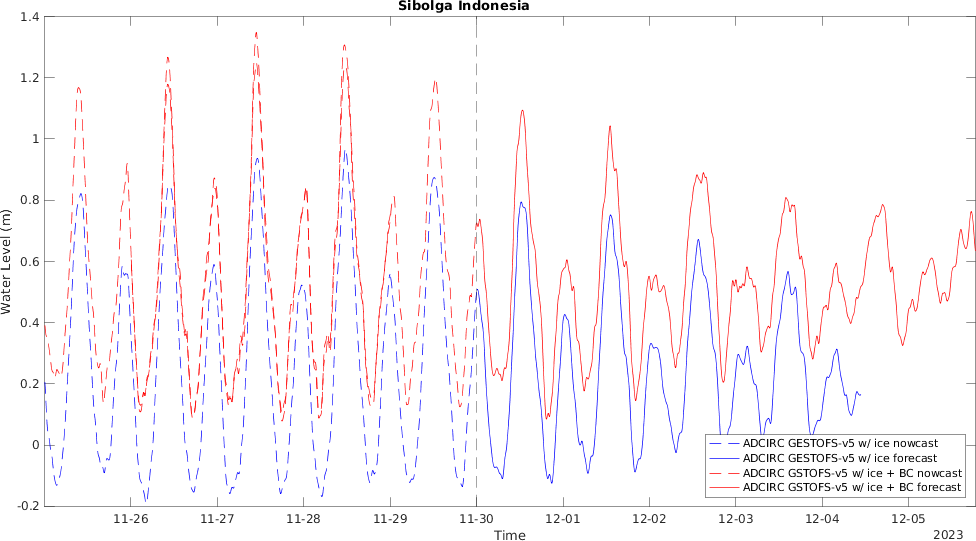 Sibolga Indonesia
1.4
1.2
1
0.8
0.6
0.4
0.2
0
-0.2
Water Level (m)
11-26 11-27 11-28 11-29 11-30 12-01 12-02 12-03 12-04 12-05
Time
2023
ADCIRC GESTOFS-v5 w/ ice nowcast
ADCIRC GESTOFS-v5 w/ ice forecast
ADCIRC GSTOFS-v5 w/ ice + BC nowcast
ADCIRC GSTOFS-v5 w/ ice + BC forecast